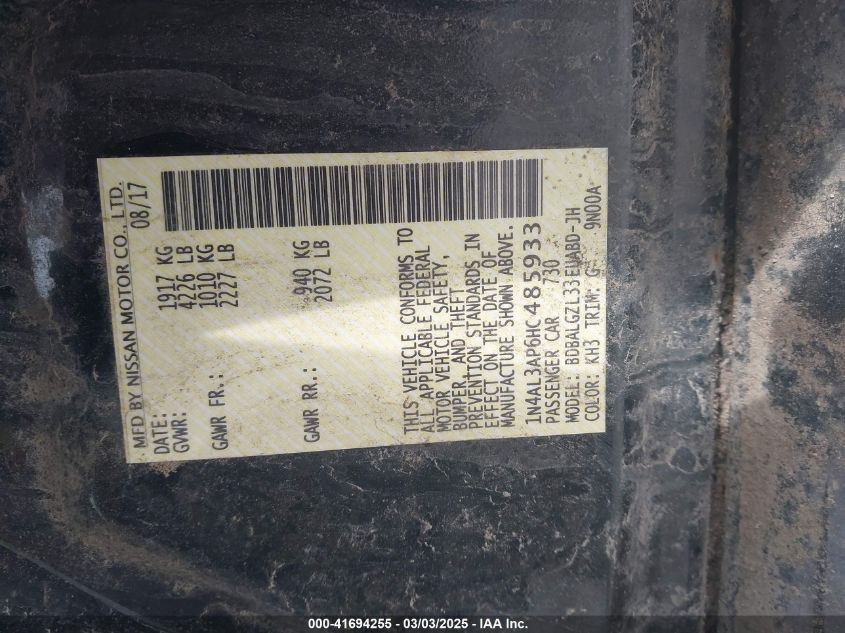 MFD BY NISSAN MOTOR CO., LTD.
DATE: 08/17
GVWR: 1917 KG
4226 LB
GAWR FR.: 1010 KG
2227 LB
GAWR RR.: 940 KG
2072 LB
THIS VEHICLE CONFORMS TO
ALL APPLICABLE FEDERAL
MOTOR VEHICLE SAFETY,
BUMPER, AND THEFT
PREVENTION STANDARDS IN
EFFECT ON THE DATE OF
MANUFACTURE SHOWN ABOVE.
1N4AL3AP6HC485933
PASSENGER CAR 730
MODEL: BDBALGZL33EUABD-JH
COLOR: KH3 TRIM: G 9N00A
000-41694255 - 03/03/2025 - IAA Inc.